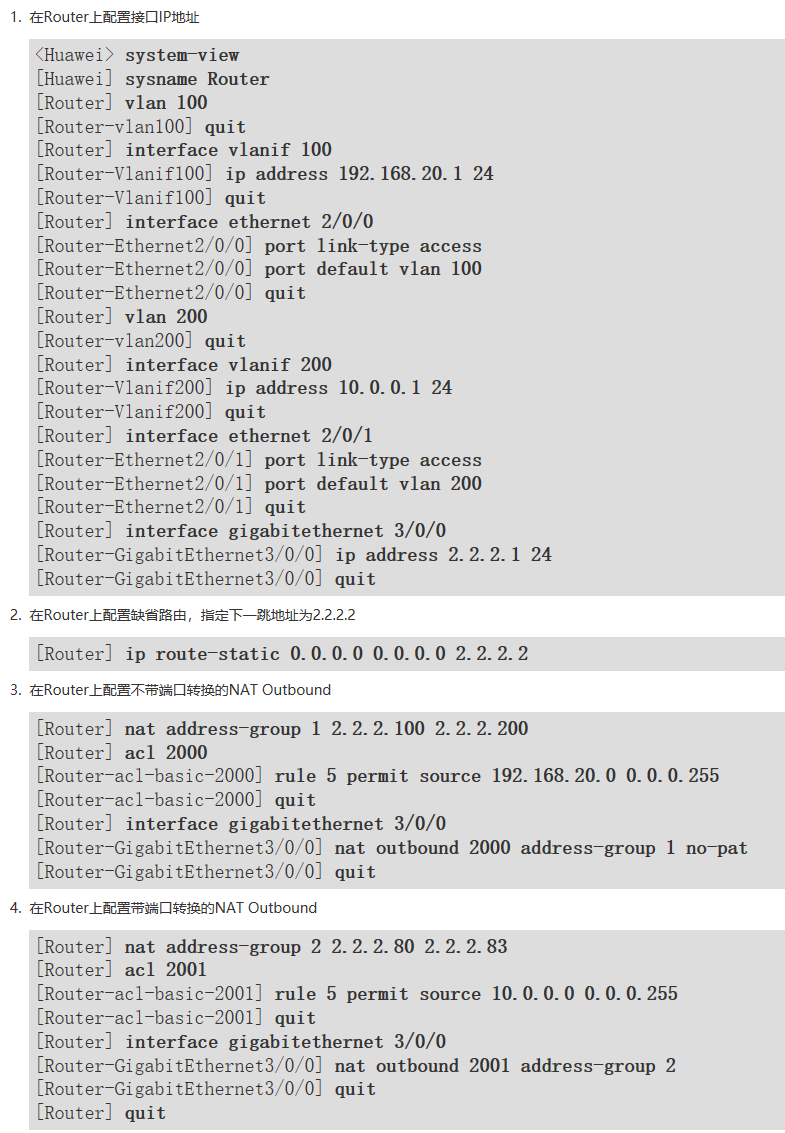 1. 在Router上配置接口IP地址
<Huawei> system-view
[Huawei] sysname Router
[Router] vlan 100
[Router-vlan100] quit
[Router] interface vlanif 100
[Router-Vlanif100] ip address 192.168.20.1 24
[Router-Vlanif100] quit
[Router] interface ethernet 2/0/0
[Router-Ethernet2/0/0] port link-type access
[Router-Ethernet2/0/0] port default vlan 100
[Router-Ethernet2/0/0] quit
[Router] vlan 200
[Router-vlan200] quit
[Router] interface vlanif 200
[Router-Vlanif200] ip address 10.0.0.1 24
[Router-Vlanif200] quit
[Router] interface ethernet 2/0/1
[Router-Ethernet2/0/1] port link-type access
[Router-Ethernet2/0/1] port default vlan 200
[Router-Ethernet2/0/1] quit
[Router] interface gigabitethernet 3/0/0
[Router-GigabitEthernet3/0/0] ip address 2.2.2.1 24
[Router-GigabitEthernet3/0/0] quit
2. 在Router上配置缺省路由，指定下一跳地址为2.2.2.2
[Router] ip route-static 0.0.0.0 0.0.0.0 2.2.2.2
3. 在Router上配置不带端口转换的NAT Outbound
[Router] nat address-group 1 2.2.2.100 2.2.2.200
[Router] acl 2000
[Router-acl-basic-2000] rule 5 permit source 192.168.20.0 0.0.0.255
[Router-acl-basic-2000] quit
[Router] interface gigabitethernet 3/0/0
[Router-GigabitEthernet3/0/0] nat outbound 2000 address-group 1 no-pat
[Router-GigabitEthernet3/0/0] quit
4. 在Router上配置带端口转换的NAT Outbound
[Router] nat address-group 2 2.2.2.80 2.2.2.83
[Router] acl 2001
[Router-acl-basic-2001] rule 5 permit source 10.0.0.0 0.0.0.255
[Router-acl-basic-2001] quit
[Router] interface gigabitethernet 3/0/0
[Router-GigabitEthernet3/0/0] nat outbound 2001 address-group 2
[Router-GigabitEthernet3/0/0] quit
[Router] quit